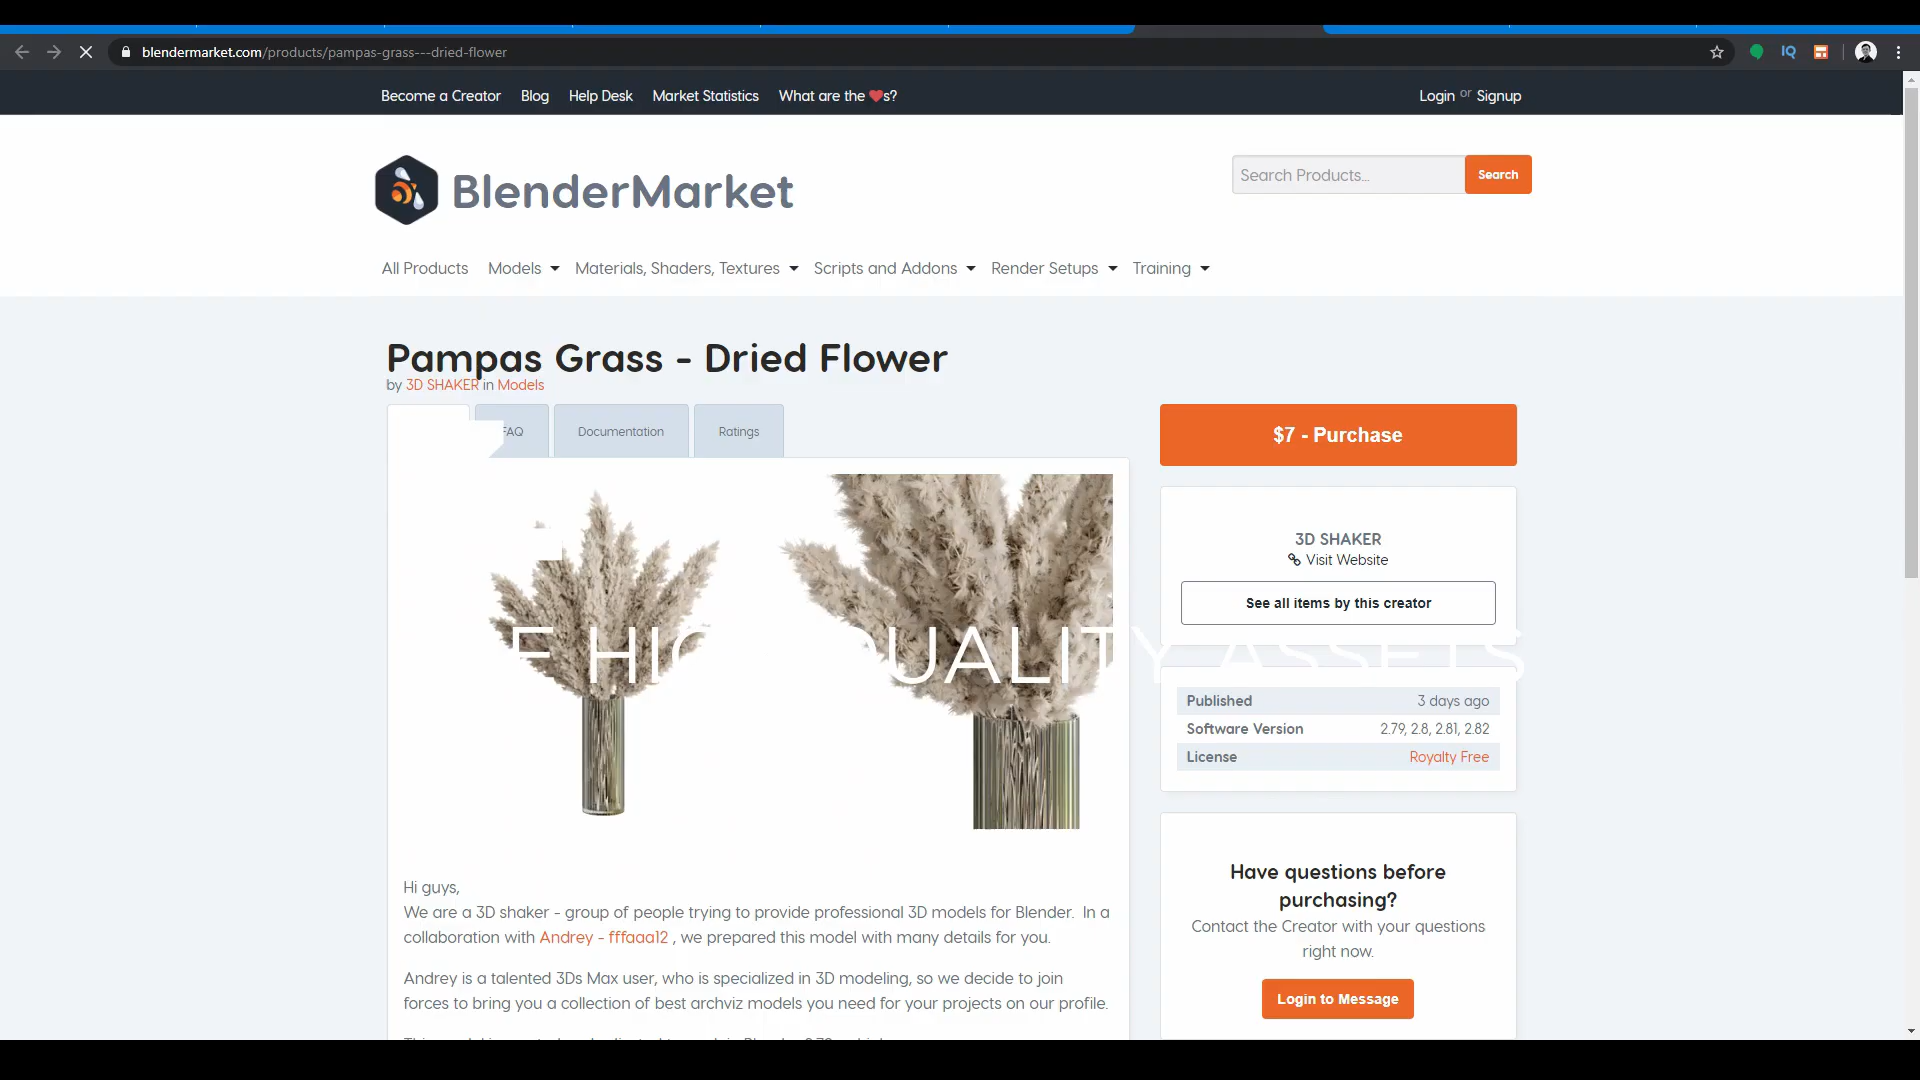 blendermarket.com/products/pampas-grass---dried-flower
IQ
Become a Creator Blog Help Desk Market Statistics What are the ❤s?
Login or Signup
BlenderMarket
Search Products...
Search
All Products Models Materials, Shaders, Textures Scripts and Addons Render Setups Training
Pampas Grass - Dried Flower
by 3D SHAKER in Models
FAQ Documentation Ratings
$7 - Purchase
3D SHAKER
Visit Website
See all items by this creator
QUALITY ASSETS
Published 3 days ago
Software Version 2.79, 2.8, 2.81, 2.82
License Royalty Free
Hi guys,
We are a 3D shaker - group of people trying to provide professional 3D models for Blender. In a
collaboration with Andrey - fffaaa12 , we prepared this model with many details for you.
Andrey is a talented 3Ds Max user, who is specialized in 3D modeling, so we decide to join
forces to bring you a collection of best archviz models you need for your projects on our profile.
Have questions before
purchasing?
Contact the Creator with your questions
right now.
Login to Message